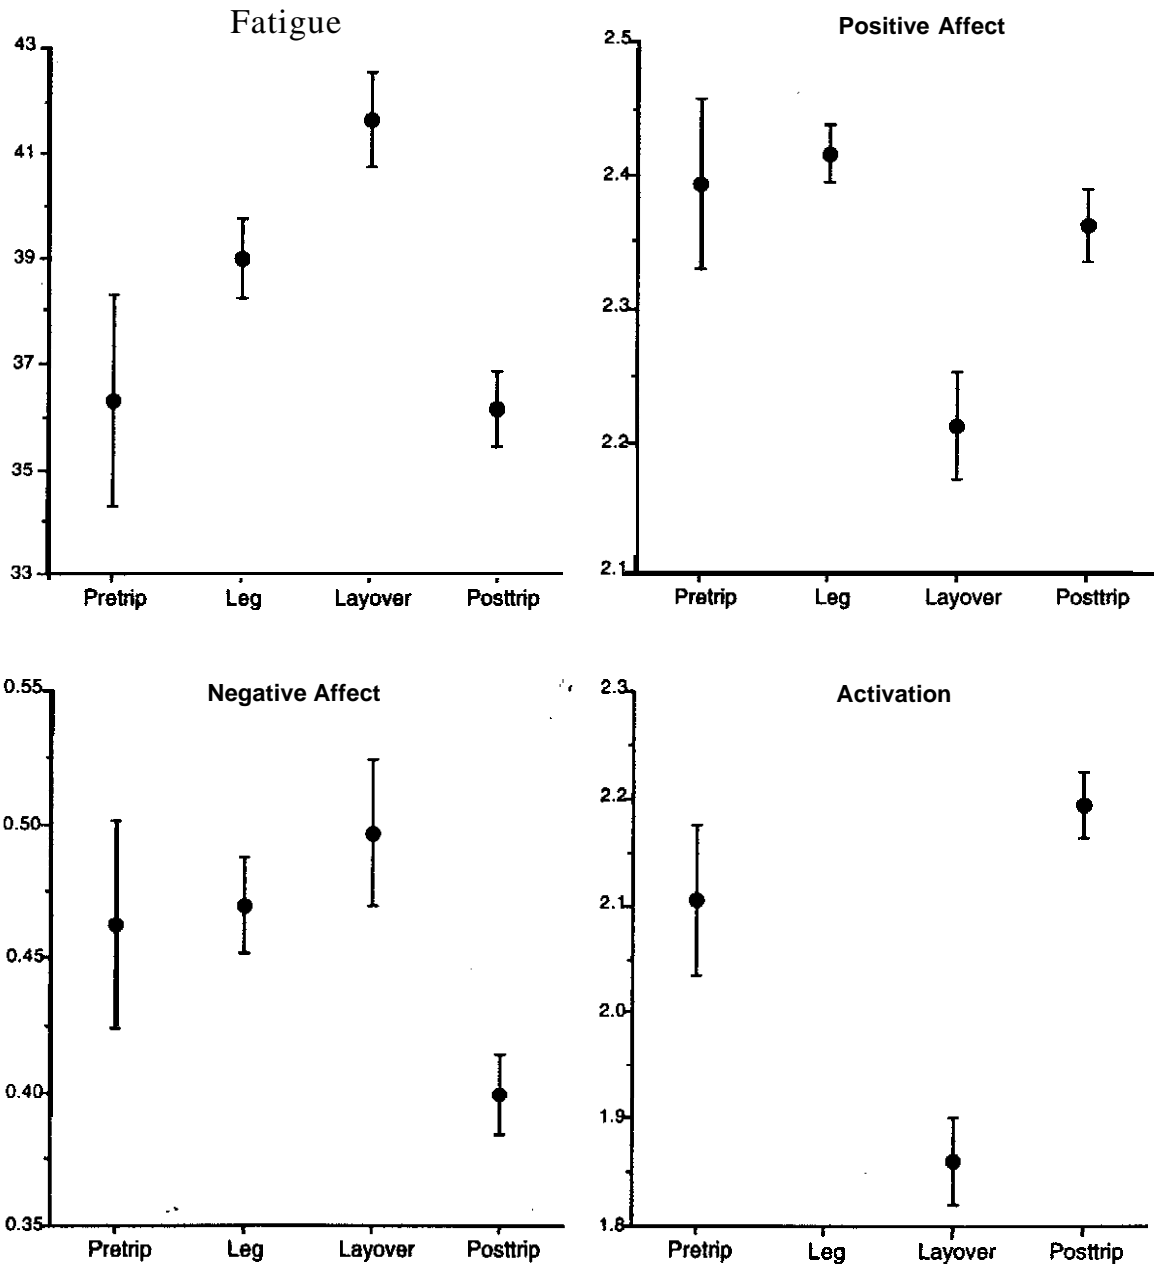 Fatigue
43
41
39
37
35
33
Pretrip Leg Layover Posttrip
Positive Affect
2.5
2.4
2.3
2.2
2.1
Pretrip Leg Layover Posttrip
Negative Affect
0.55
0.50
0.45
0.40
0.35
Pretrip Leg Layover Posttrip
Activation
2.3
2.2
2.1
2.0
1.9
1.8
Pretrip Leg Layover Posttrip